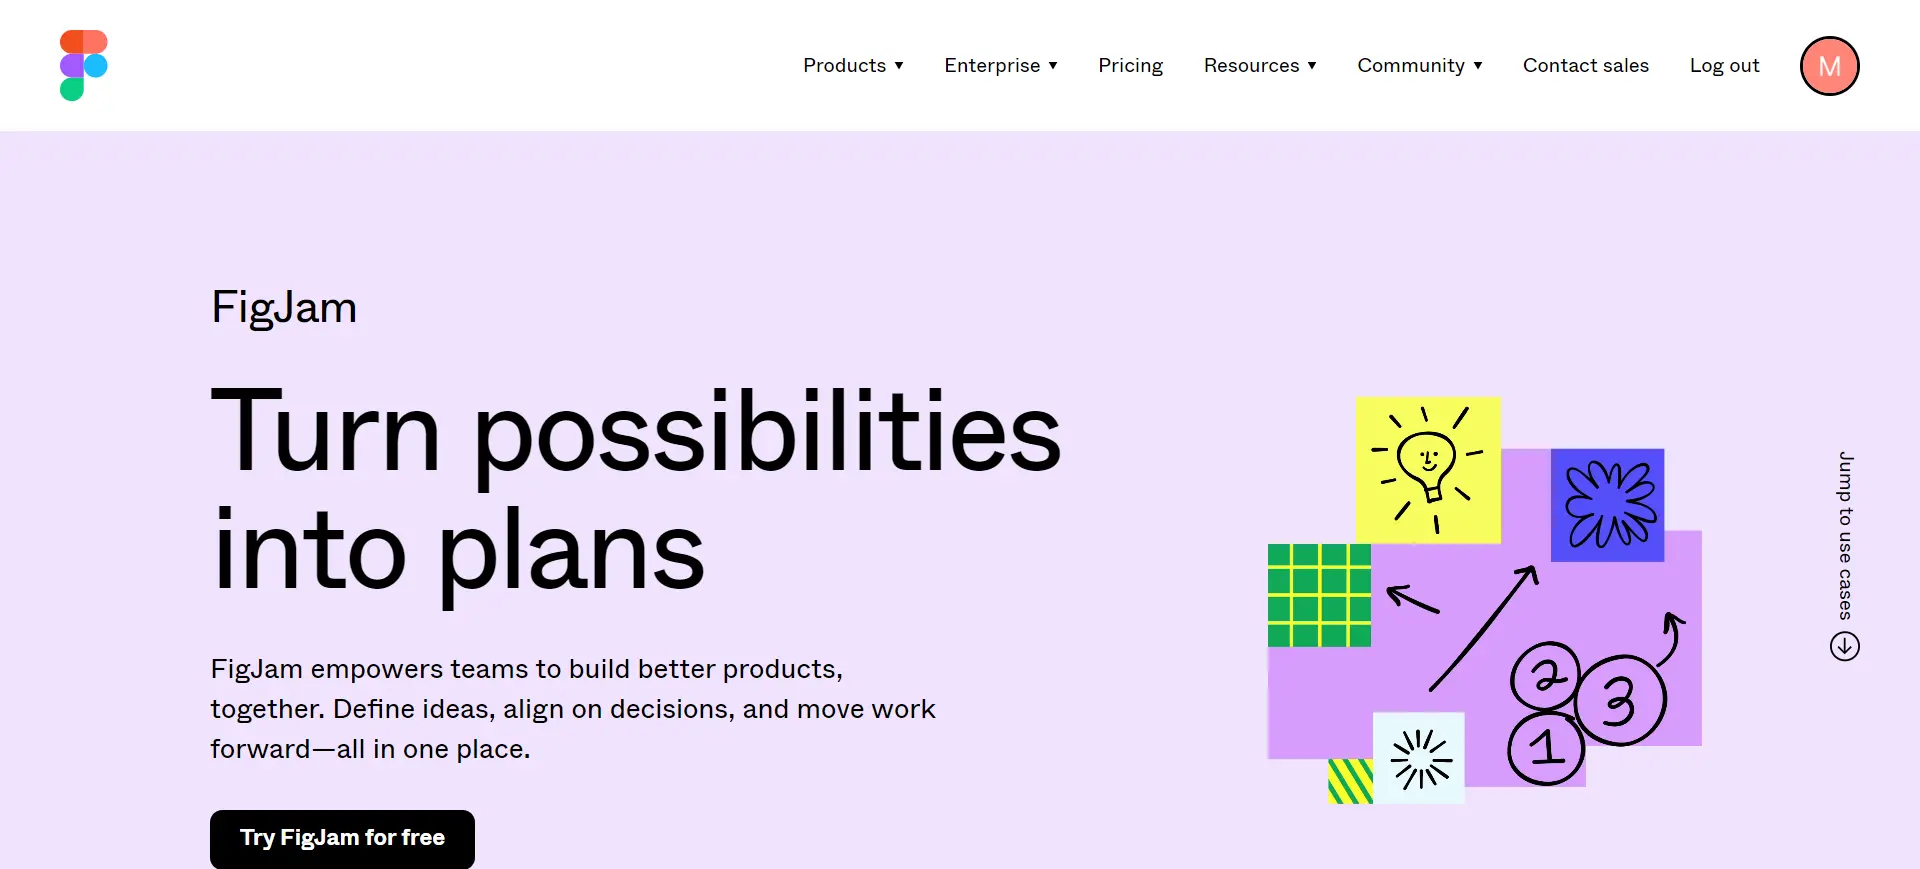 Products ▼ Enterprise ▼ Pricing Resources ▼ Community ▼ Contact sales Log out M
FigJam
Turn possibilities
into plans
FigJam empowers teams to build better products,
together. Define ideas, align on decisions, and move work
forward—all in one place.
Try FigJam for free
2
3
1
Jump to use cases